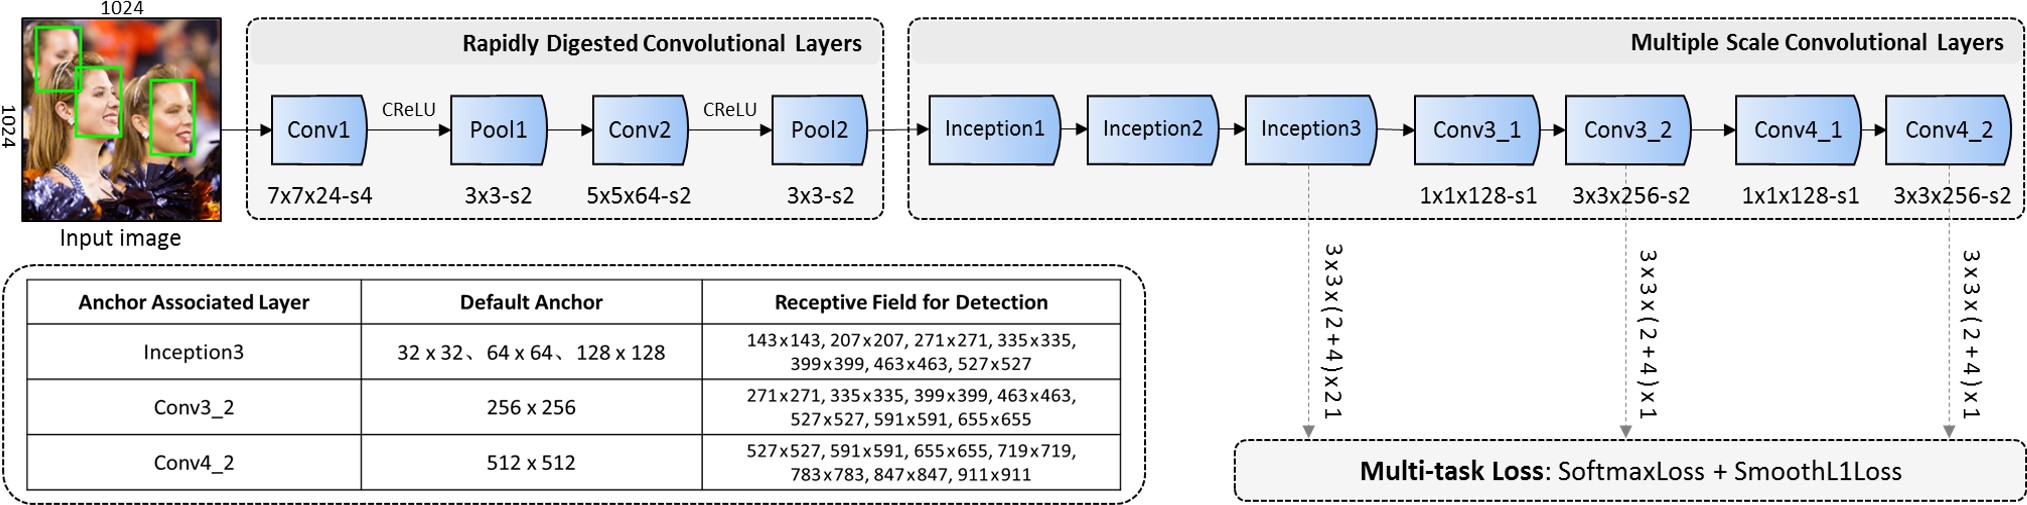 1024
1024
Input image
Rapidly Digested Convolutional Layers
Conv1
CReLU
Pool1
Conv2
CReLU
Pool2
7x7x24-s4
3x3-s2
5x5x64-s2
3x3-s2
Multiple Scale Convolutional Layers
Inception1
Inception2
Inception3
Conv3_1
Conv3_2
Conv4_1
Conv4_2
1x1x128-s1
3x3x256-s2
1x1x128-s1
3x3x256-s2
3x3x(2+4)x21
3x3x(2+4)x1
3x3x(2+4)x1
Anchor Associated Layer
Default Anchor
Receptive Field for Detection
Inception3
32 x 32、64 x 64、128 x 128
143x143, 207x207, 271x271, 335x335,
399x399, 463x463, 527x527
Conv3_2
256 x 256
271x271, 335x335, 399x399, 463x463,
527x527, 591x591, 655x655
Conv4_2
512 x 512
527x527, 591x591, 655x655, 719x719,
783x783, 847x847, 911x911
Multi-task Loss: SoftmaxLoss + SmoothL1Loss